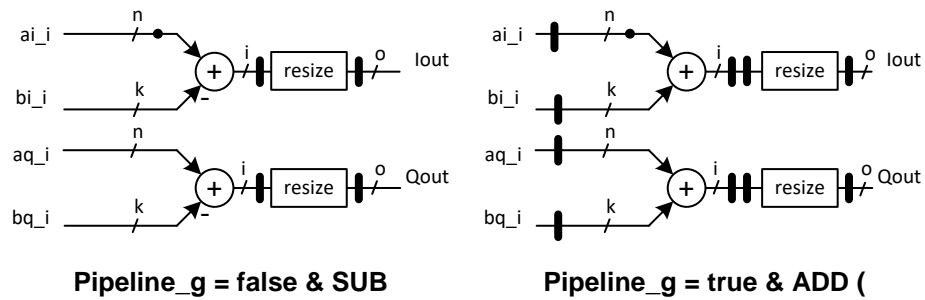 n
ai_i
i
o
Iout
+
resize
k
-
bi_i
n
aq_i
i
o
Qout
+
resize
k
-
bq_i
Pipeline_g = false & SUB
n
ai_i
i
o
Iout
+
resize
k
bi_i
n
aq_i
i
o
Qout
+
resize
k
bq_i
Pipeline_g = true & ADD (